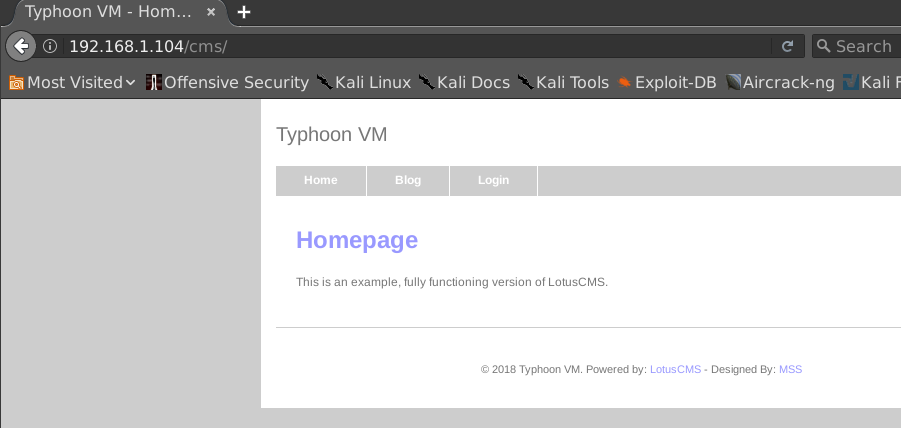 Typhoon VM - Hom...
192.168.1.104/cms/
Search
Most Visited Offensive Security Kali Linux Kali Docs Kali Tools Exploit-DB Aircrack-ng Kali
Typhoon VM
Home Blog Login
Homepage
This is an example, fully functioning version of LotusCMS.
© 2018 Typhoon VM. Powered by: LotusCMS - Designed By: MSS